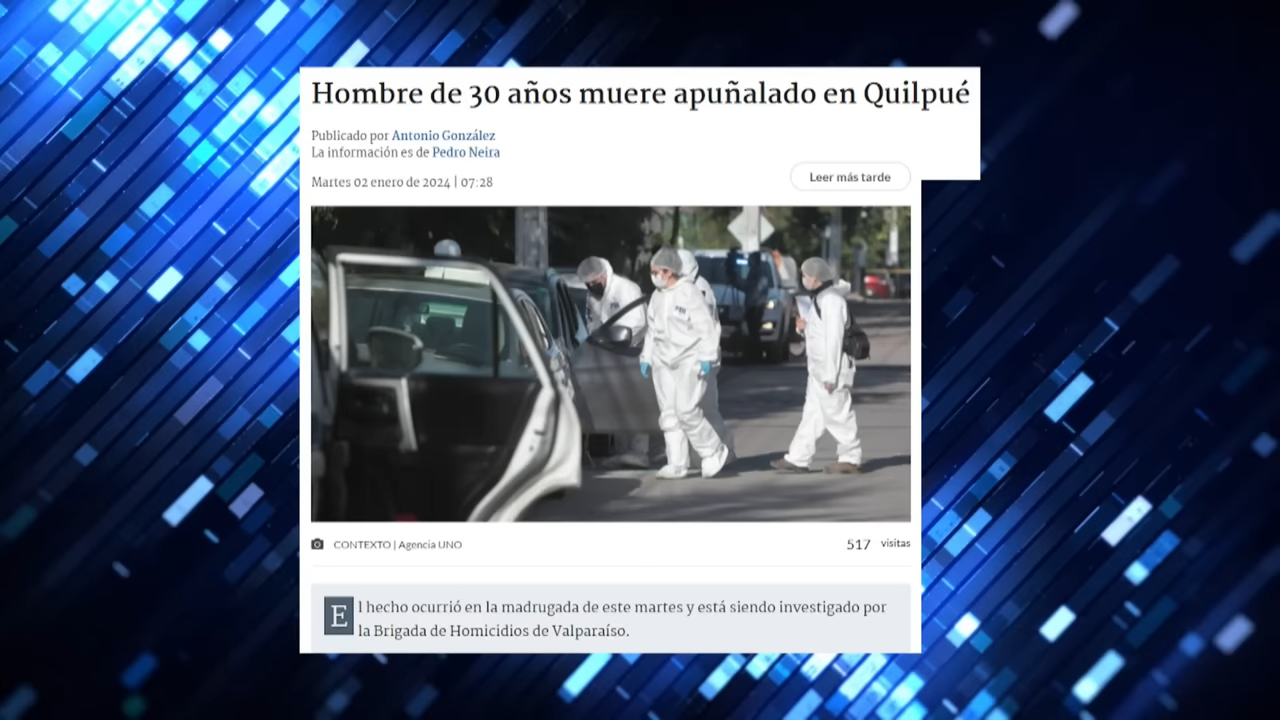 Hombre de 30 años muere apuñalado en Quilpué
Publicado por Antonio González
La información es de Pedro Neira
Martes 02 enero de 2024 | 07:28
Leer más tarde
CONTEXTO | Agencia UNO
517 visitas
El hecho ocurrió en la madrugada de este martes y está siendo investigado por
la Brigada de Homicidios de Valparaíso.